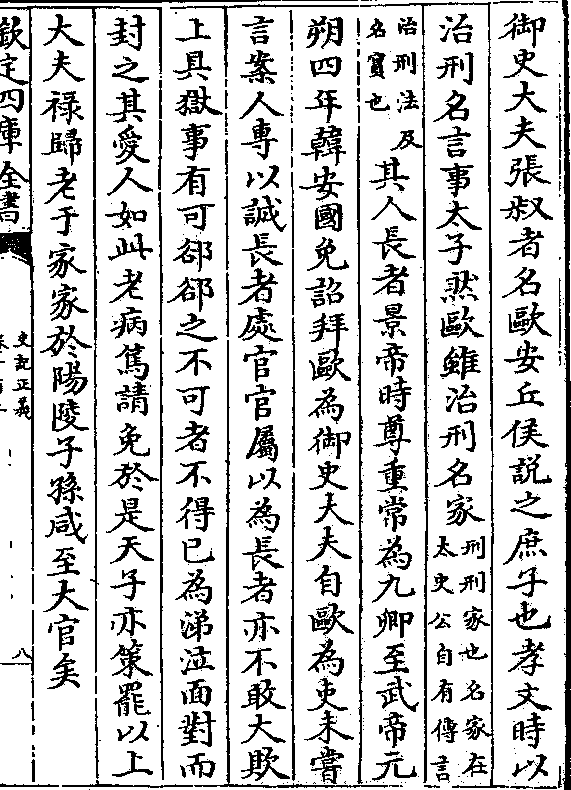 御史大夫張叔者名歐安丘侯説之庶子也孝文時以
治刑名言事太子然歐雖治刑名家刑刑家也名家在
太史公自有傳言
治刑法及
名實也其人長者景帝時尊重常為九卿至武帝元
朔四年韓安國免詔拜歐為御史大夫自歐為吏未嘗
言案人專以誠長者處官官屬以為長者亦不敢大欺
上具獄事有可郤郤之不可者不得已為涕泣面對而
封之其愛人如此老病篤請免於是天子亦策罷以上
大夫禄歸老于家家於陽陵子孫咸至大官矣
欽定四庫全書
史記正義
八